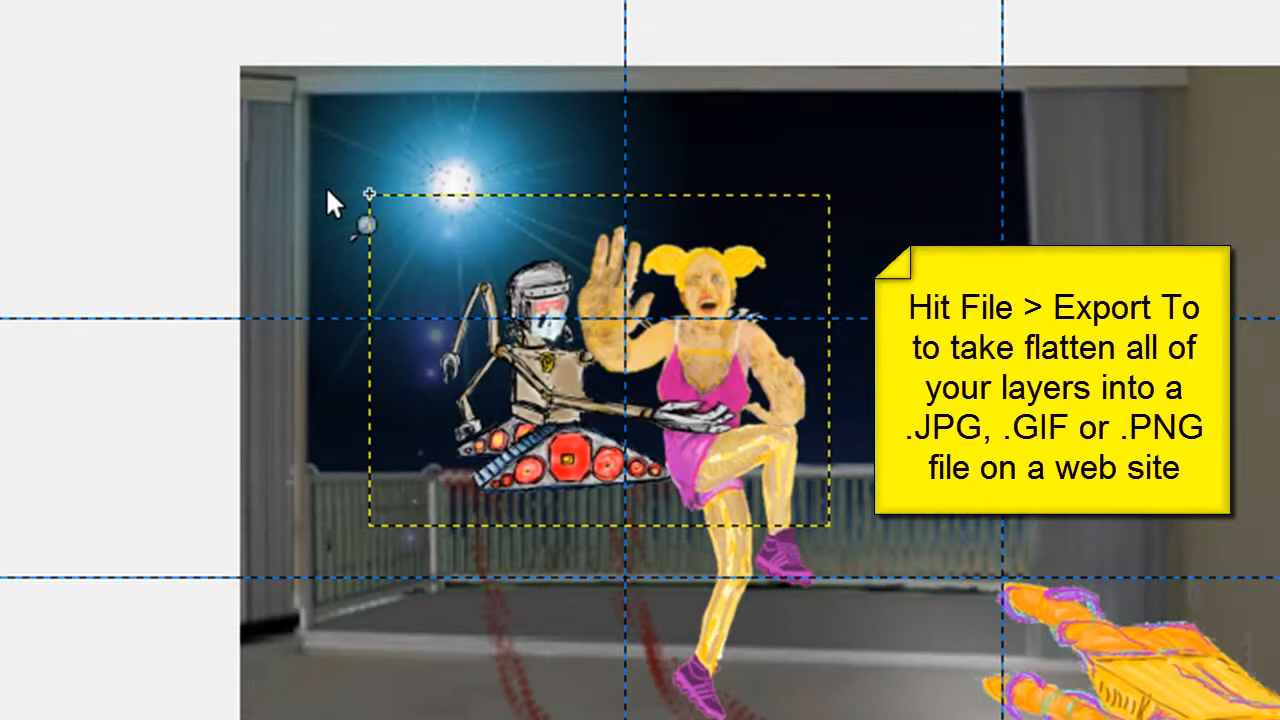 Hit File > Export To
to take flatten all of
your layers into a
.JPG, .GIF or .PNG
file on a web site